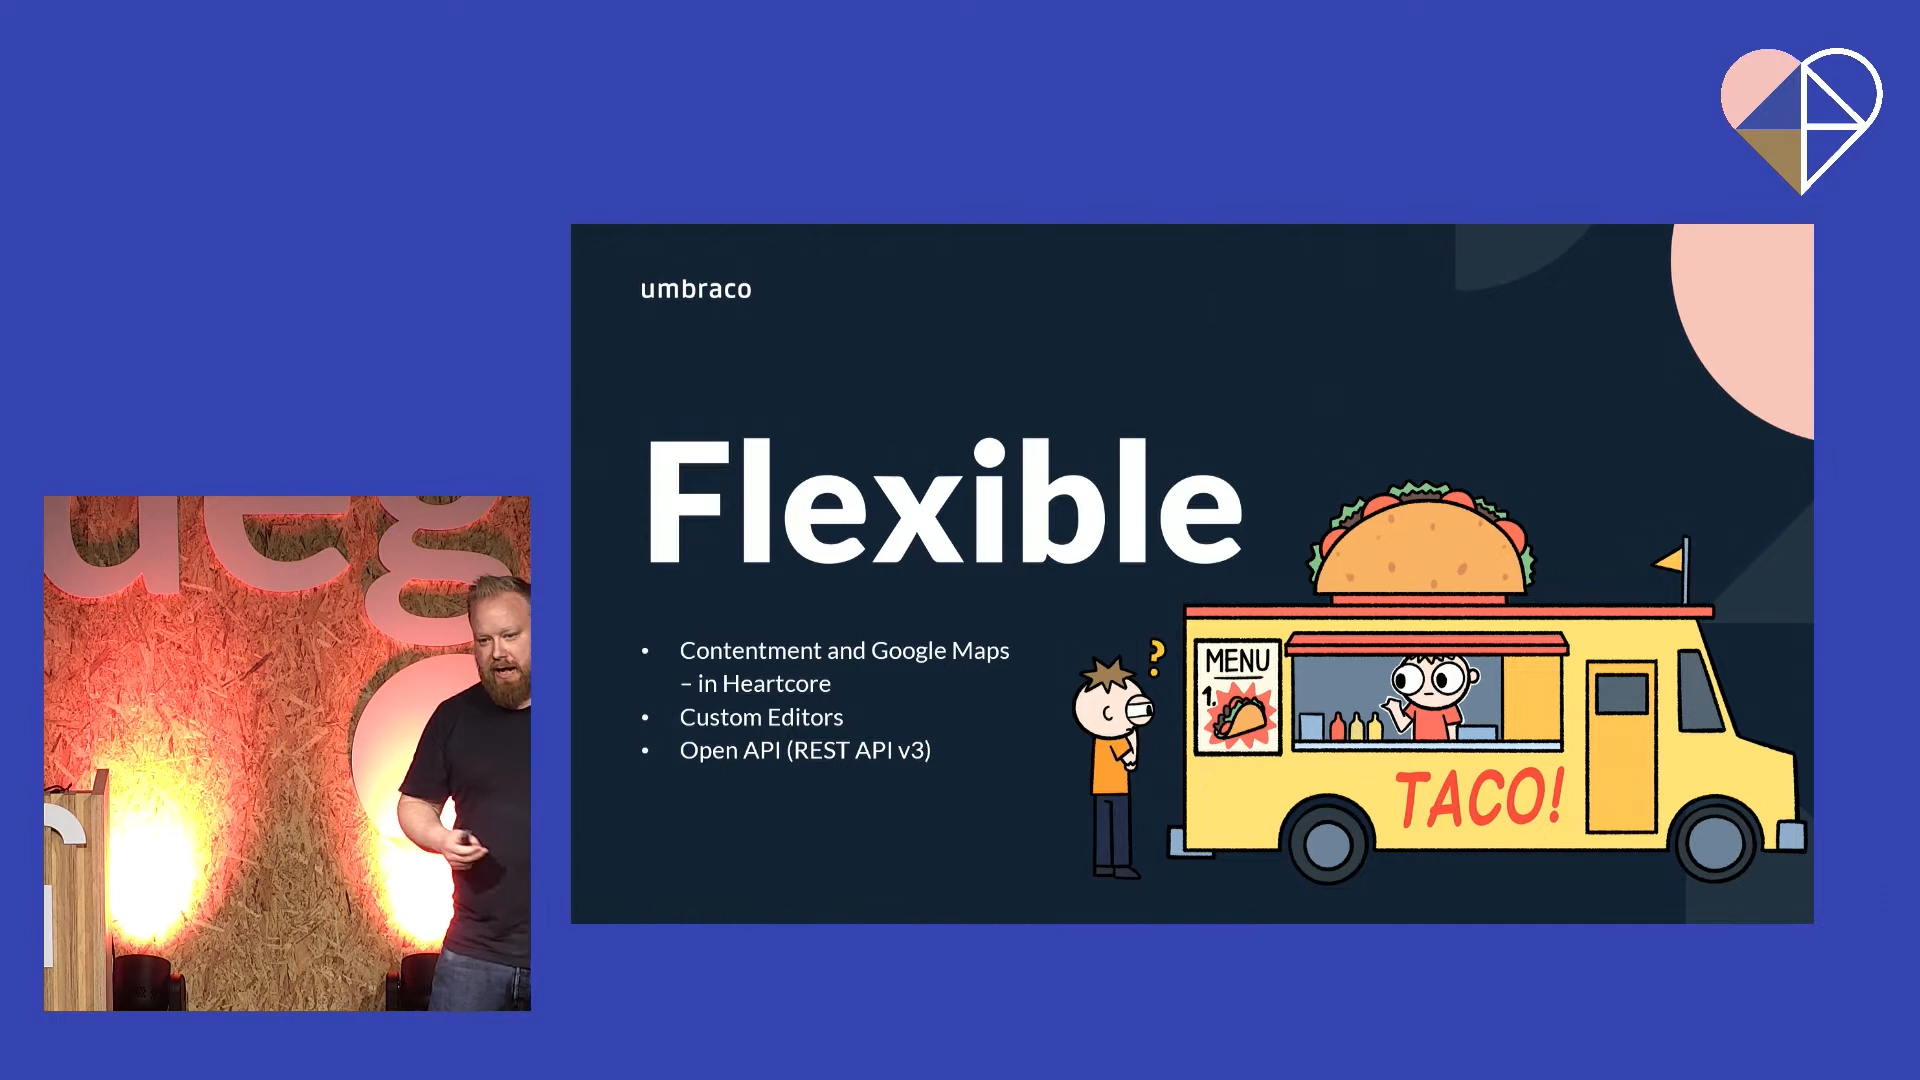 umbraco
Flexible
• Contentment and Google Maps
– in Heartcore
• Custom Editors
• Open API (REST API v3)
MENU
1.
TACO!